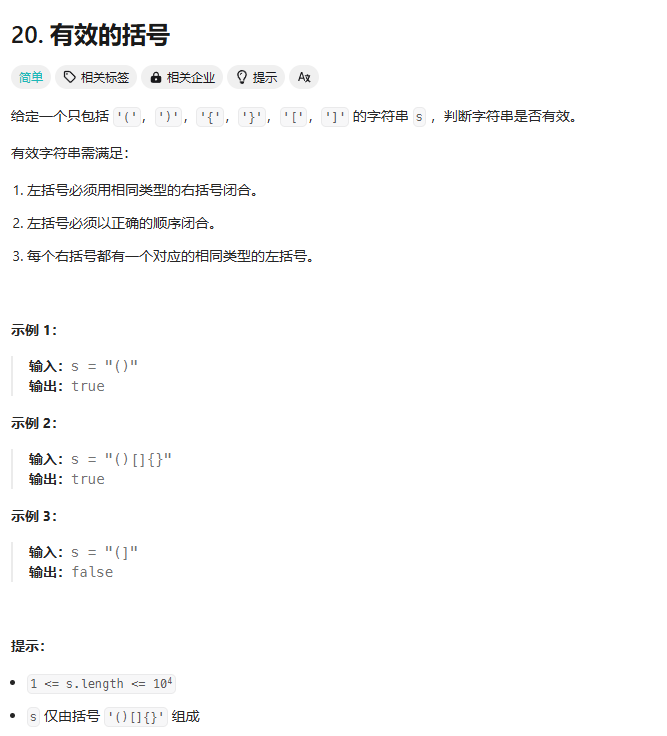 20. 有效的括号
简单 相关标签 相关企业 提示 Aあ
给定一个只包括 '('，')'，'{'，'}'，'['，']' 的字符串 s ，判断字符串是否有效。
有效字符串需满足：
1. 左括号必须用相同类型的右括号闭合。
2. 左括号必须以正确的顺序闭合。
3. 每个右括号都有一个对应的相同类型的左括号。
示例 1：
输入：s = "()"
输出：true
示例 2：
输入：s = "()[]{}"
输出：true
示例 3：
输入：s = "(]"
输出：false
提示：
• 1 <= s.length <= 10⁴
• s 仅由括号 '()[]{}' 组成